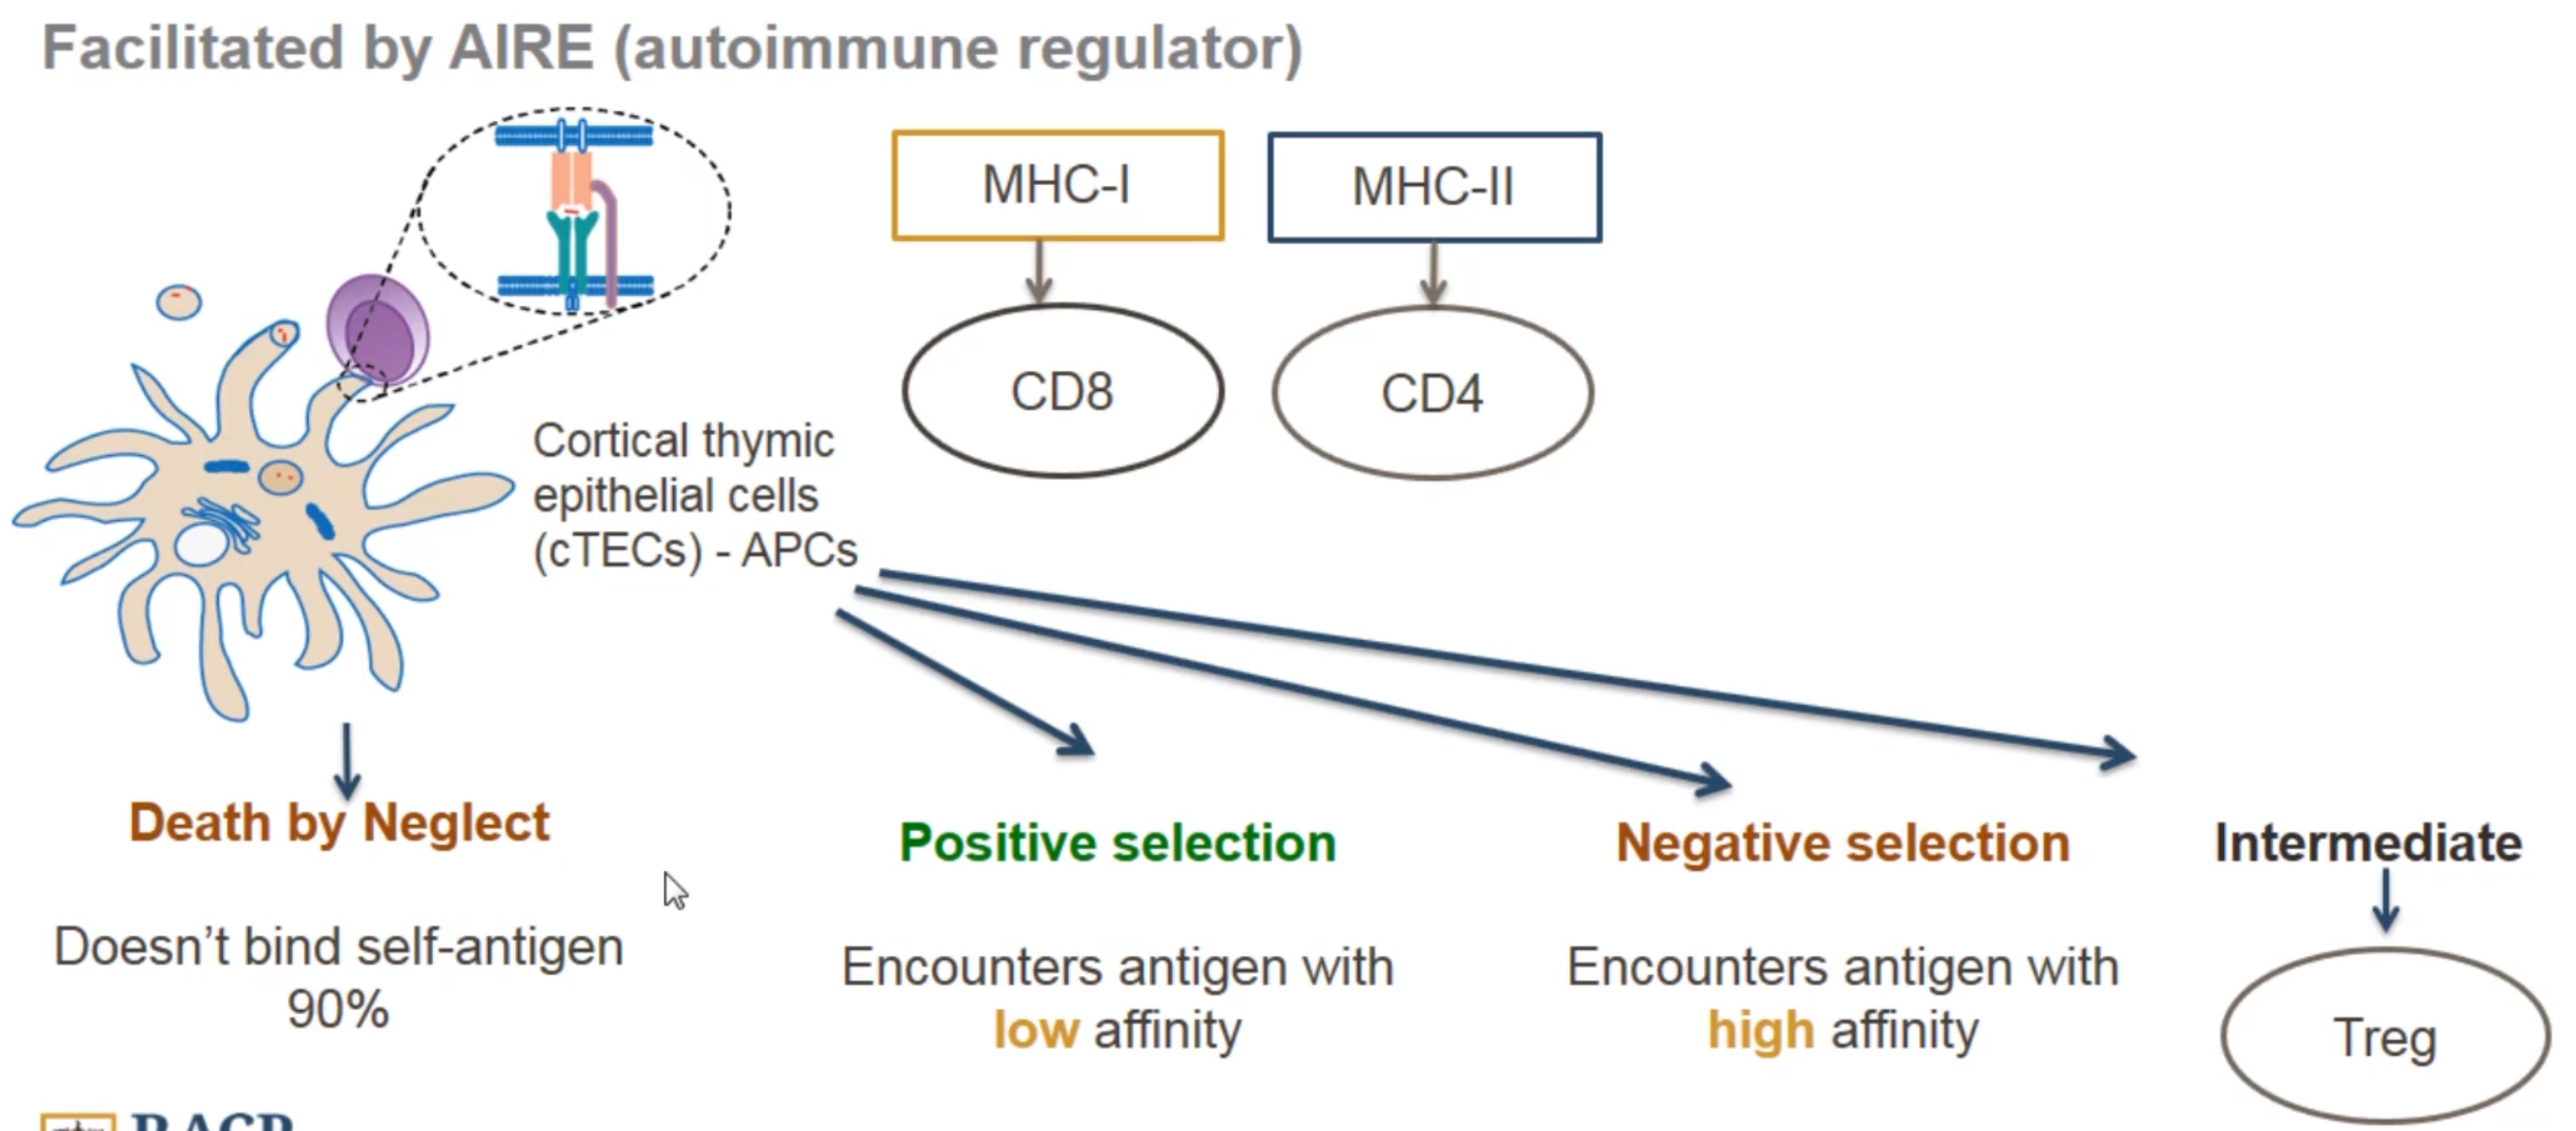 Facilitated by AIRE (autoimmune regulator)
MHC-I
MHC-II
CD8
CD4
Cortical thymic
epithelial cells
(cTECs) - APCs
Death by Neglect
Doesn't bind self-antigen
90%
Positive selection
Encounters antigen with
low affinity
Negative selection
Encounters antigen with
high affinity
Intermediate
Treg